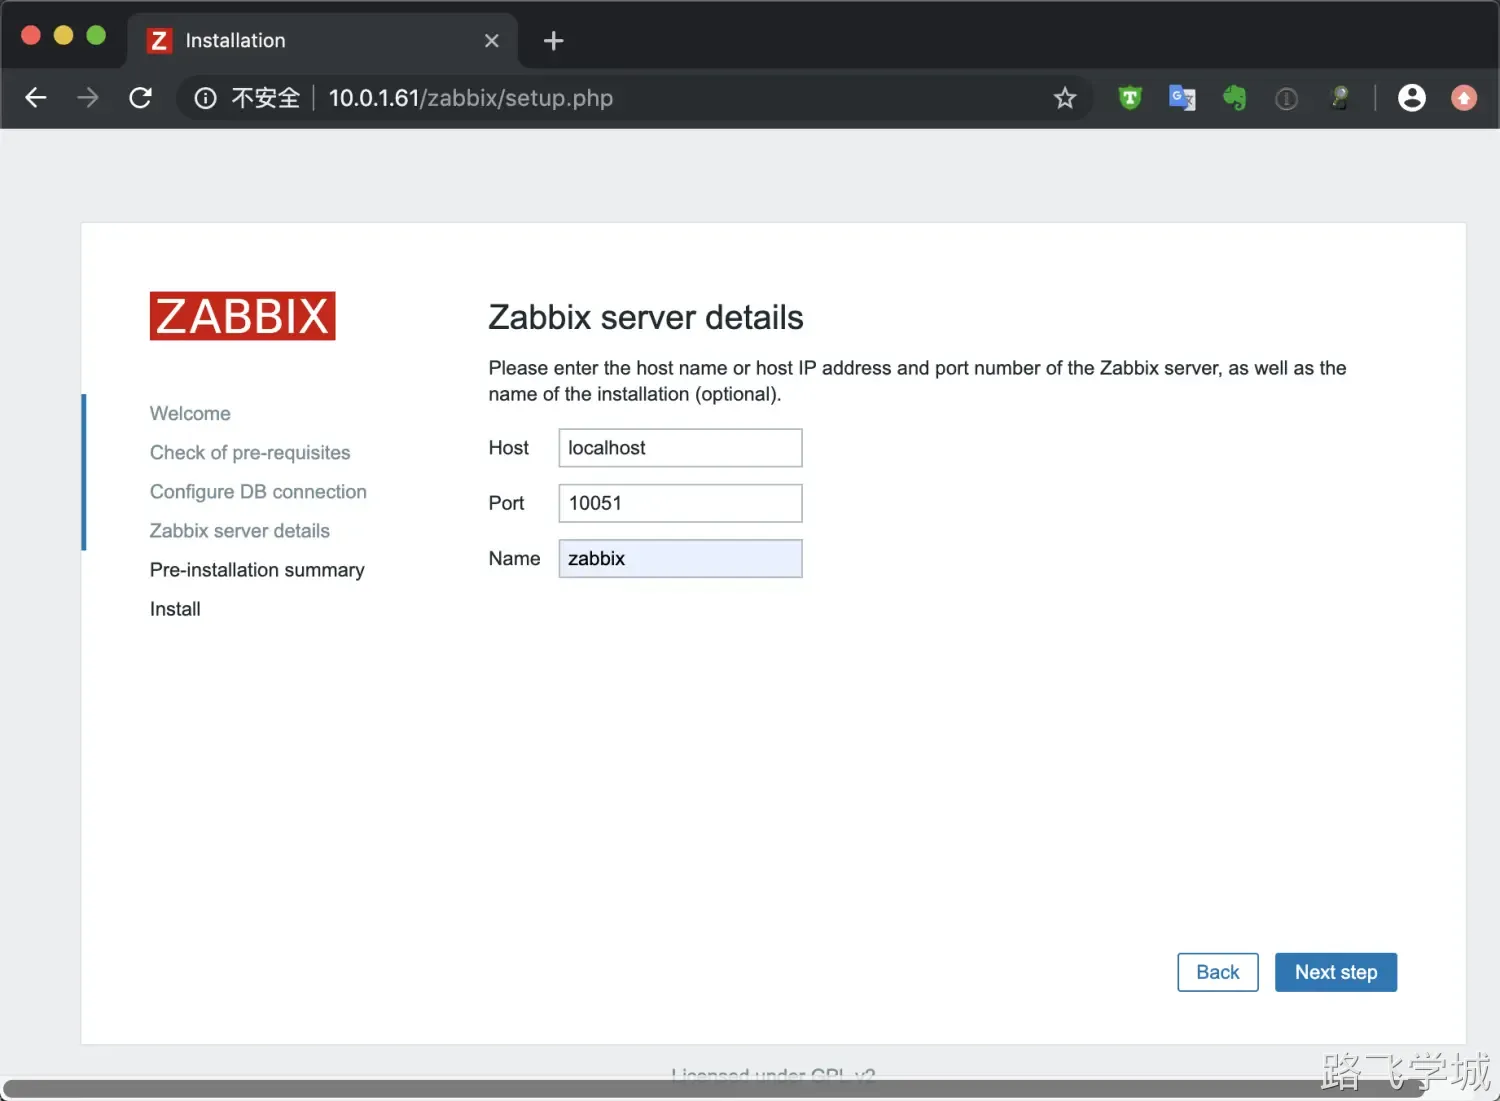 Installation
不安全
10.0.1.61/zabbix/setup.php
ZABBIX
Welcome
Check of pre-requisites
Configure DB connection
Zabbix server details
Pre-installation summary
Install
Zabbix server details
Please enter the host name or host IP address and port number of the Zabbix server, as well as the
name of the installation (optional).
Host localhost
Port 10051
Name zabbix
Back
Next step
Licensed under GPL v2
路飞学城